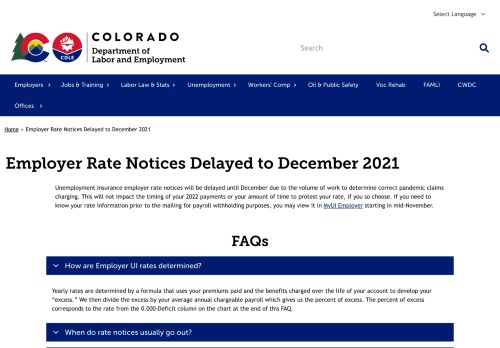 Select Language
COLORADO
Department of
Labor and Employment
CDLE
Search
Employers Jobs & Training Labor Law & Stats Unemployment Workers' Comp Oil & Public Safety Voc Rehab FAMLI CWDC
Offices
Home › Employer Rate Notices Delayed to December 2021
Employer Rate Notices Delayed to December 2021
Unemployment Insurance employer rate notices will be delayed until December due to the volume of work to determine correct pandemic claims
charging. This will not impact the timing of your 2022 payments or your amount of time to protest your rate, if you so choose. If you need to
know your rate information prior to the mailing for payroll withholding purposes, you may view it in MyUI Employer starting in mid-November.
FAQs
How are Employer UI rates determined?
Yearly rates are determined by a formula that uses your premiums paid and the benefits charged over the life of your account to develop your
“excess.” We then divide the excess by your average annual chargeable payroll which gives us the percent of excess. The percent of excess
corresponds to the rate from the 0.000-Deficit column on the chart at the end of this FAQ.
When do rate notices usually go out?